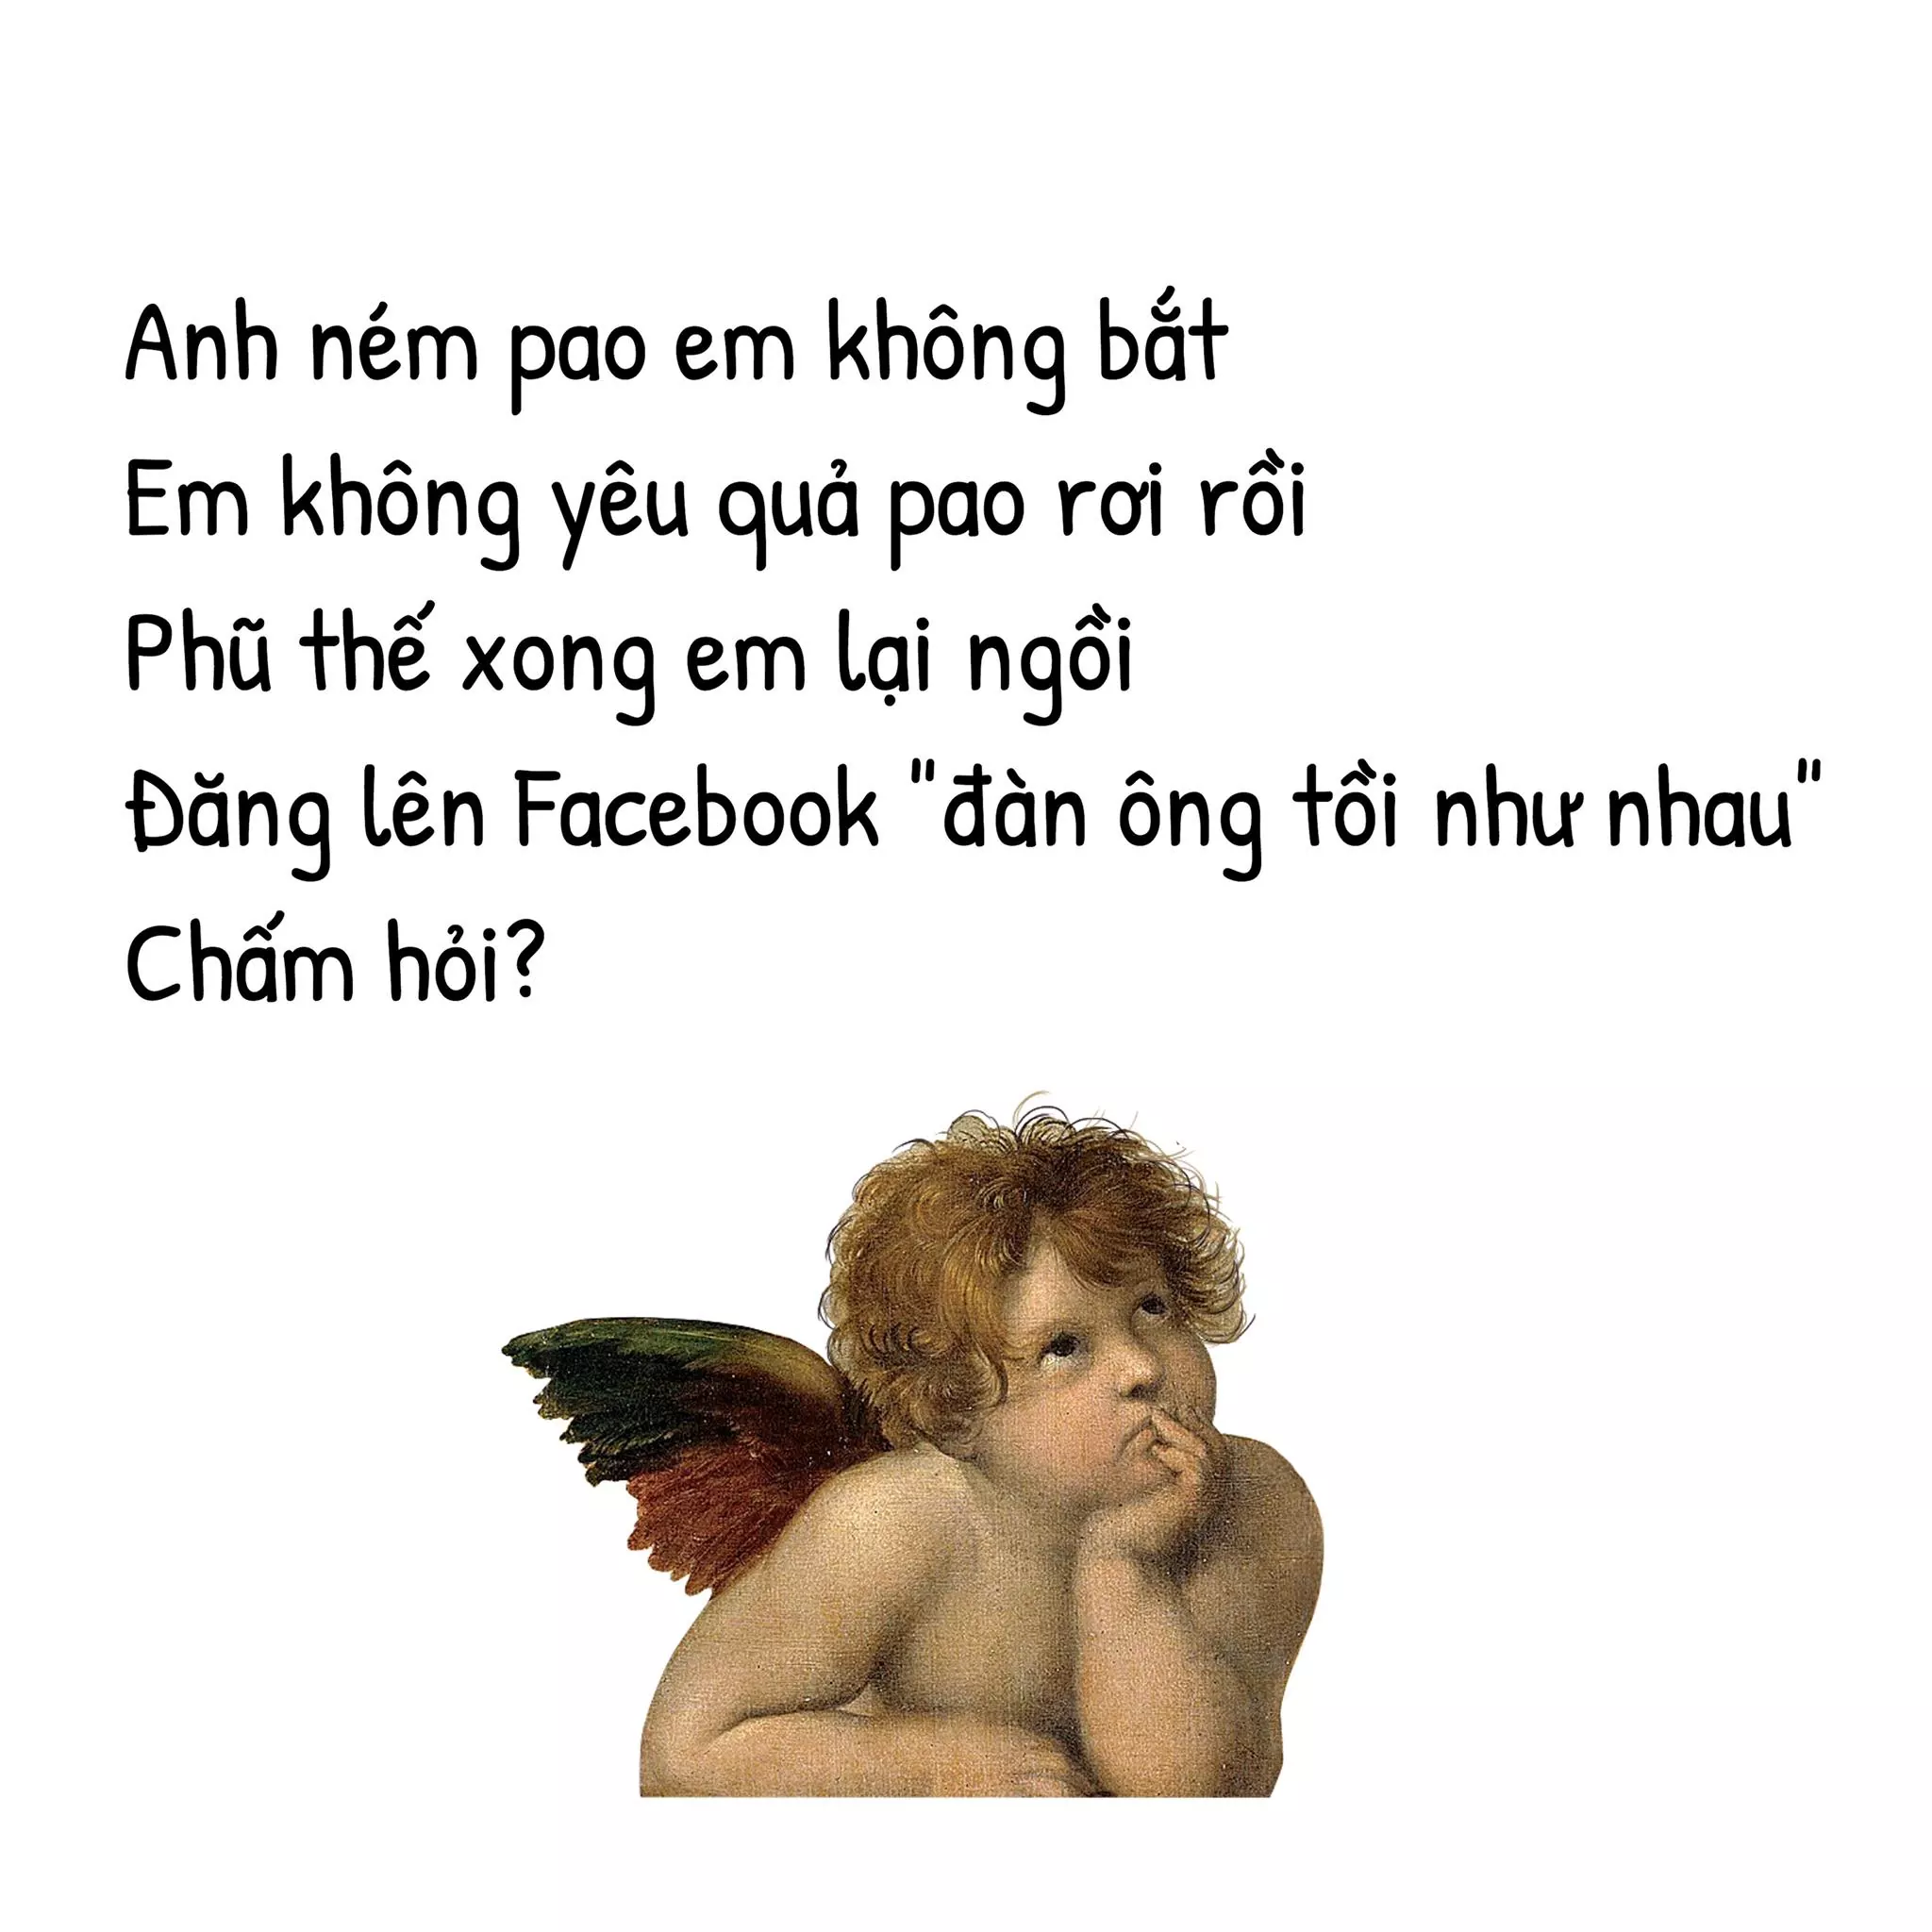 Anh ném pao em không bắt
Em không yêu quả pao rơi rồi
Phũ thế xong em lại ngồi
Đăng lên Facebook "đàn ông tồi như nhau"
Chấm hỏi?